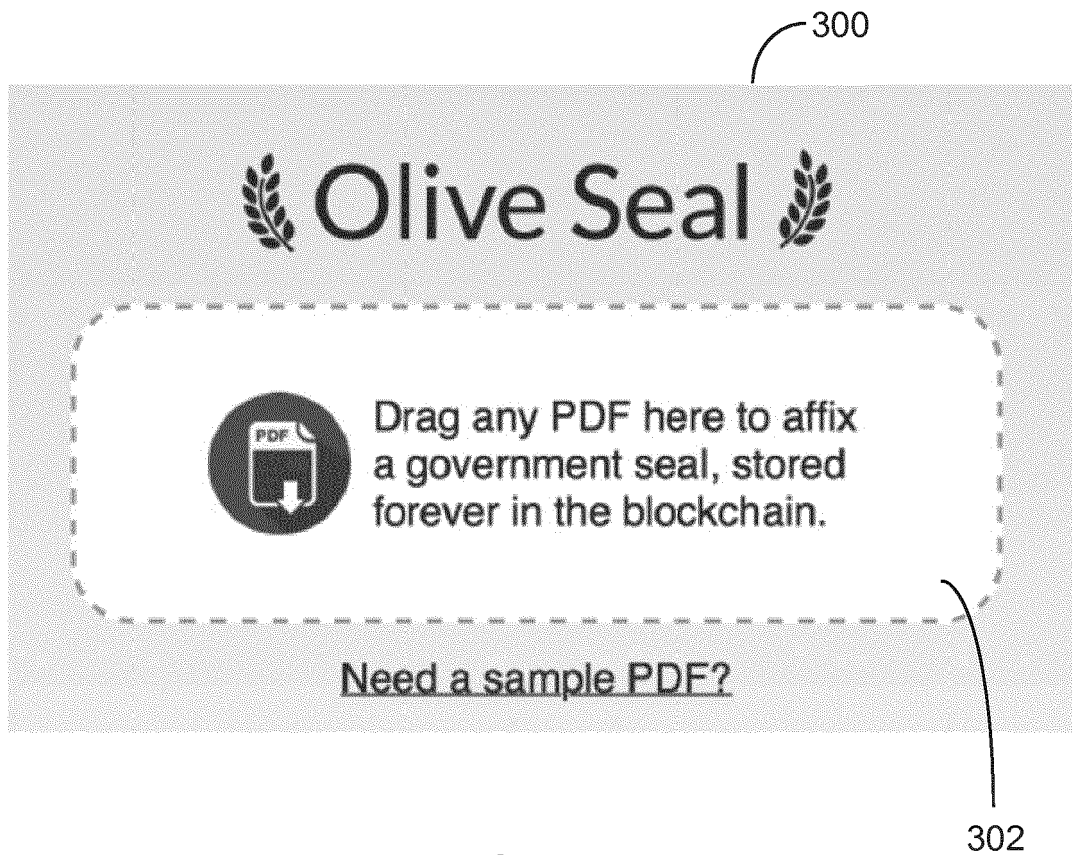 300
Olive Seal
PDF
Drag any PDF here to affix
a government seal, stored
forever in the blockchain.
Need a sample PDF?
302